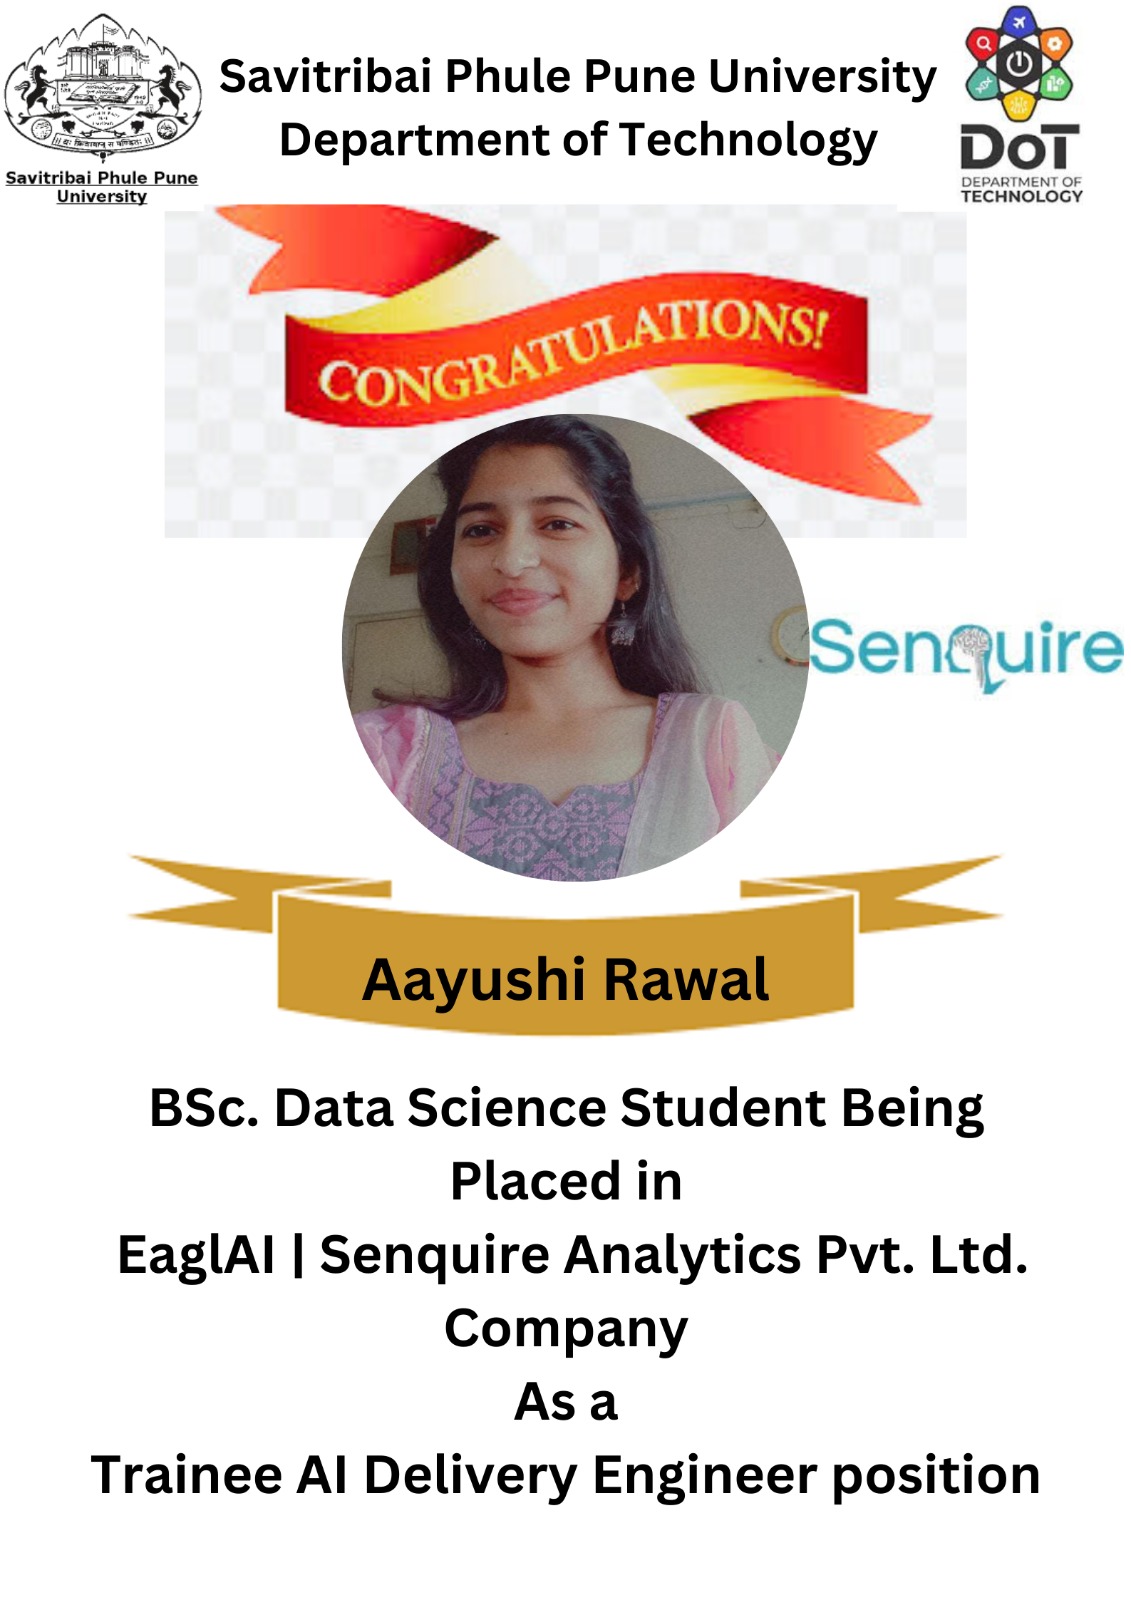 Savitribai Phule Pune University
Department of Technology
Savitribai Phule Pune
University
DoT
DEPARTMENT OF
TECHNOLOGY
CONGRATULATIONS!
Senquire
Aayushi Rawal
BSc. Data Science Student Being
Placed in
EaglAI | Senquire Analytics Pvt. Ltd.
Company
As a
Trainee AI Delivery Engineer position